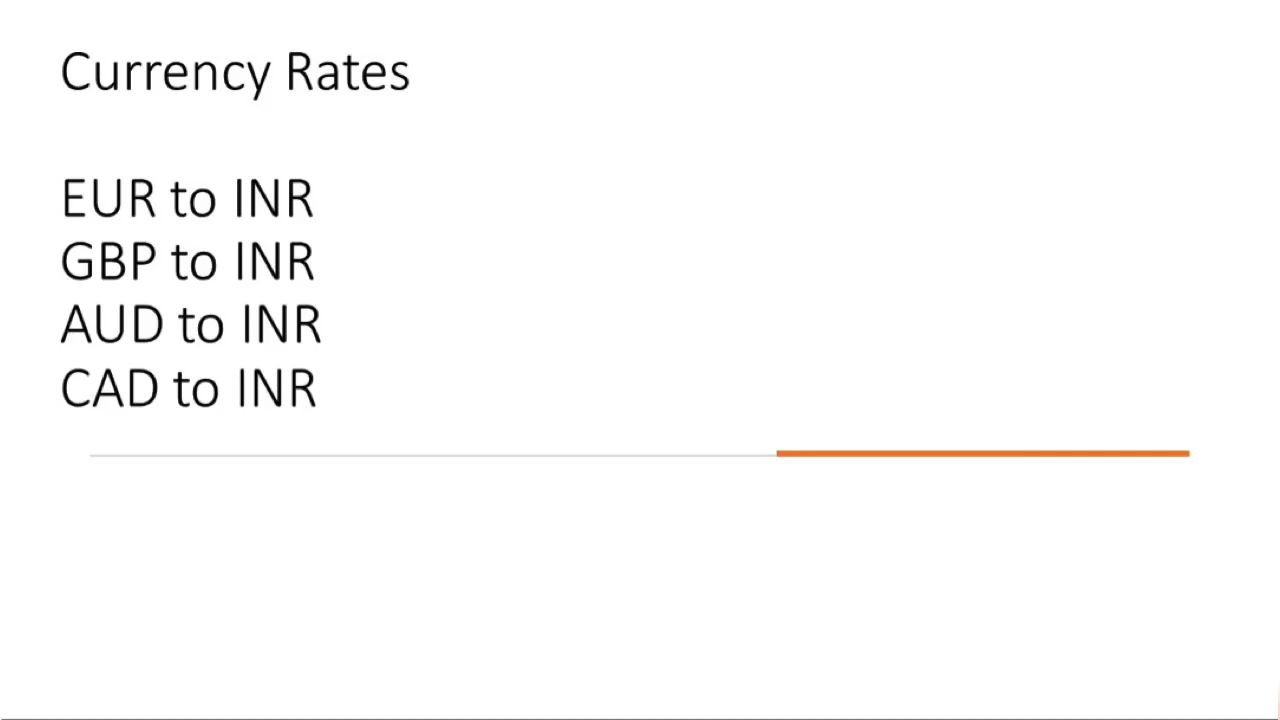 Currency Rates
EUR to INR
GBP to INR
AUD to INR
CAD to INR